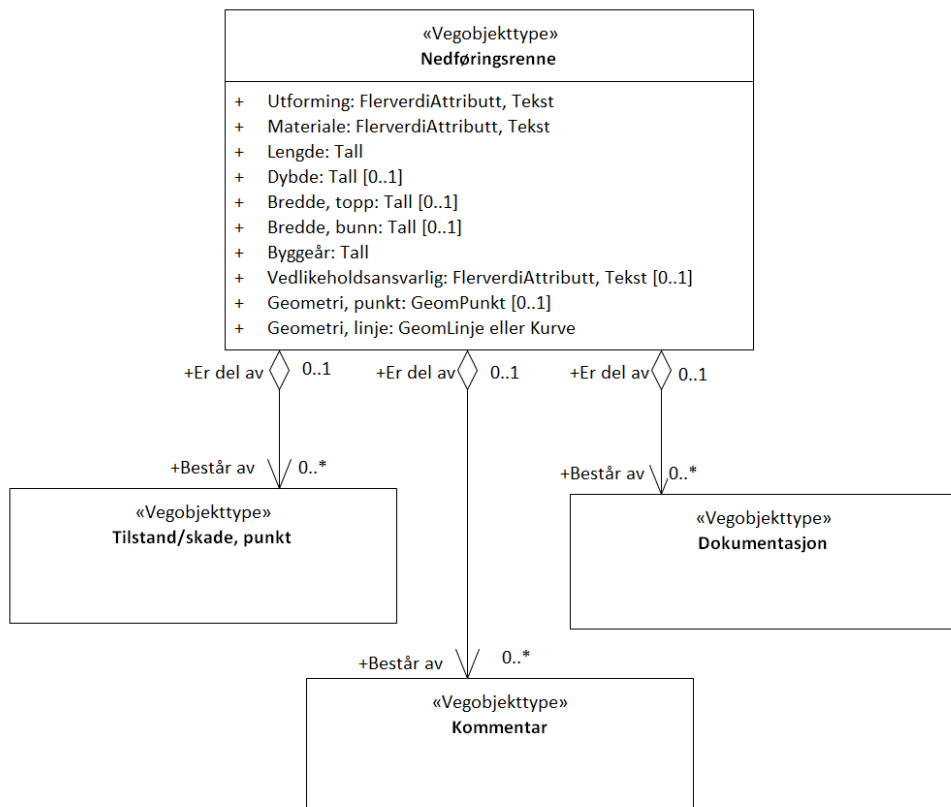 «Vegobjekttype»
Nedføringsrenne
+ Utforming: FlerverdiAttributt, Tekst
+ Materiale: FlerverdiAttributt, Tekst
+ Lengde: Tall
+ Dybde: Tall [0..1]
+ Bredde, topp: Tall [0..1]
+ Bredde, bunn: Tall [0..1]
+ Byggeår: Tall
+ Vedlikeholdsansvarlig: FlerverdiAttributt, Tekst [0..1]
+ Geometri, punkt: GeomPunkt [0..1]
+ Geometri, linje: GeomLinje eller Kurve
+Er del av 0..1 +Er del av 0..1 +Er del av 0..1
+Består av 0..* +Består av 0..*
«Vegobjekttype»
Tilstand/skade, punkt
«Vegobjekttype»
Dokumentasjon
+Består av 0..*
«Vegobjekttype»
Kommentar